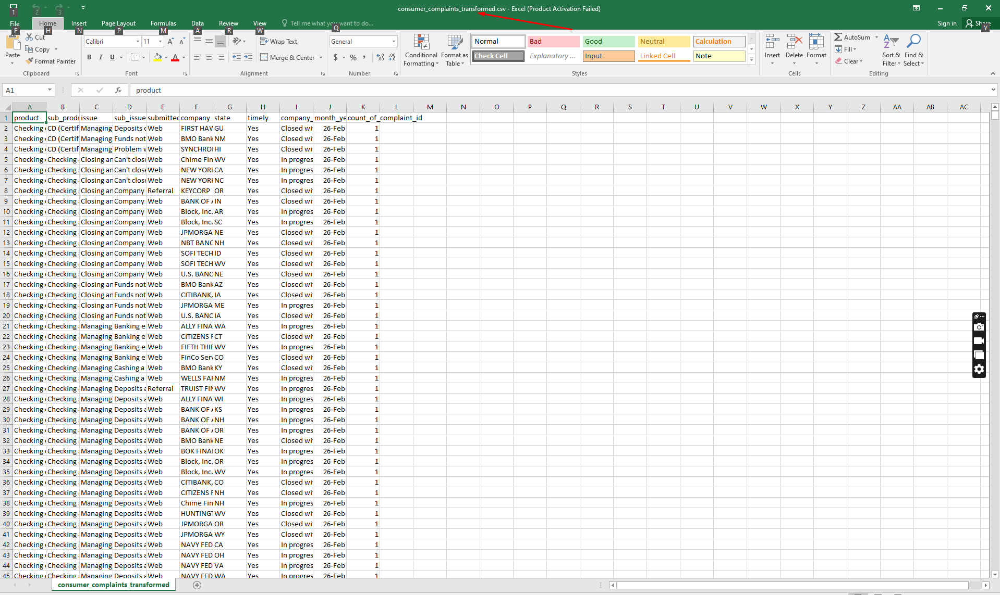 consumer_complaints_transformed.csv - Excel (Product Activation Failed)
1 2 3
File Home Insert Page Layout Formulas Data Review View Tell me what you want to do... Sign in Share
F H N P M A R W Q Y
Paste
Cut
Copy
Format Painter
Clipboard
Calibri 11
B I U
Font
Wrap Text
Merge & Center
Alignment
General
$ % ,
Number
Conditional Formatting
Format as Table
Normal Bad Good Neutral Calculation
Check Cell Explanatory ... Input Linked Cell Note
Styles
Insert Delete Format
Cells
AutoSum
Fill
Clear
Sort & Filter
Find & Select
Editing
A1 fx product
A B C D E F G H I J K L M N O P Q R S T U V W X Y Z AA AB AC
1 product sub_produ issue sub_issue submitted company state timely company_ month_ye count_of_complaint_id
2 Checking CD (Certif Managing Deposits FIRST HAV GU Yes Closed wi 26-Feb 1
3 Checking CD (Certif Managing Funds not Web BMO Bank NM Yes Closed wi 26-Feb 1
4 Checking CD (Certif Managing Problem Web SYNCHRO HI Yes Closed wi 26-Feb 1
5 Checking Checking Closing an Can't close Web Chime Fin WV Yes In progres 26-Feb 1
6 Checking Checking Closing an Can't close Web NEW YOR CA Yes In progres 26-Feb 1
7 Checking Checking Closing an Can't close Web NEW YOR NC Yes In progres 26-Feb 1
8 Checking Checking Closing an Company Referral KEYCORP OR Yes Closed wi 26-Feb 1
9 Checking Checking Closing an Company Web BANK OF IN Yes Closed wi 26-Feb 1
10 Checking Checking Closing an Company Web Block, Inc. AR Yes In progres 26-Feb 1
11 Checking Checking Closing an Company Web Block, Inc. SC Yes In progres 26-Feb 1
12 Checking Checking Closing an Company Web JPMORGA NE Yes Closed wi 26-Feb 1
13 Checking Checking Closing an Company Web NBT BANC NH Yes Closed wi 26-Feb 1
14 Checking Checking Closing an Company Web SOFI TECH ID Yes Closed wi 26-Feb 1
15 Checking Checking Closing an Company Web SOFI TECH WV Yes Closed wi 26-Feb 1
16 Checking Checking Closing an Company Web U.S. BANC NE Yes Closed wi 26-Feb 1
17 Checking Checking Closing an Funds not Web BMO Bank AZ Yes Closed wi 26-Feb 1
18 Checking Checking Closing an Funds not Web CITIBANK, IA Yes Closed wi 26-Feb 1
19 Checking Checking Closing an Funds not Web JPMORGA ME Yes In progres 26-Feb 1
20 Checking Checking Closing an Funds not Web U.S. BANC IA Yes Closed wi 26-Feb 1
21 Checking Checking Managing Banking e Web ALLY FINA WA Yes In progres 26-Feb 1
22 Checking Checking Managing Banking e Web CITIZENS CT Yes Closed wi 26-Feb 1
23 Checking Checking Managing Banking e Web FIFTH THI WV Yes In progres 26-Feb 1
24 Checking Checking Managing Banking e Web FinCo Ser CO Yes Closed wi 26-Feb 1
25 Checking Checking Managing Cashing a Web BMO Bank KY Yes Closed wi 26-Feb 1
26 Checking Checking Managing Cashing a Web WELLS FA NM Yes In progres 26-Feb 1
27 Checking Checking Managing Deposits a Referral TRUIST FIN WV Yes In progres 26-Feb 1
28 Checking Checking Managing Deposits a Web ALLY FINA WI Yes In progres 26-Feb 1
29 Checking Checking Managing Deposits a Web BANK OF KS Yes In progres 26-Feb 1
30 Checking Checking Managing Deposits a Web BANK OF NH Yes In progres 26-Feb 1
31 Checking Checking Managing Deposits a Web BANK OF OR Yes In progres 26-Feb 1
32 Checking Checking Managing Deposits a Web BMO Bank NE Yes Closed wi 26-Feb 1
33 Checking Checking Managing Deposits a Web BOK FINA OK Yes In progres 26-Feb 1
34 Checking Checking Managing Deposits a Web Block, Inc. OR Yes In progres 26-Feb 1
35 Checking Checking Managing Deposits a Web Block, Inc. WV Yes In progres 26-Feb 1
36 Checking Checking Managing Deposits a Web CITIBANK, CO Yes Closed wi 26-Feb 1
37 Checking Checking Managing Deposits a Web CITIZENS NH Yes Closed wi 26-Feb 1
38 Checking Checking Managing Deposits a Web Chime Fin NH Yes In progres 26-Feb 1
39 Checking Checking Managing Deposits a Web HUNTING WV Yes Closed wi 26-Feb 1
40 Checking Checking Managing Deposits a Web JPMORGA OR Yes In progres 26-Feb 1
41 Checking Checking Managing Deposits a Web JPMORGA WY Yes Closed wi 26-Feb 1
42 Checking Checking Managing Deposits a Web NAVY FED CA Yes In progres 26-Feb 1
43 Checking Checking Managing Deposits a Web NAVY FED OH Yes In progres 26-Feb 1
44 Checking Checking Managing Deposits a Web NAVY FED VA Yes In progres 26-Feb 1
45 Checking Checking Managing Deposits a Web NAVY FED WA Yes In progres 26-Feb 1
consumer_complaints_transformed